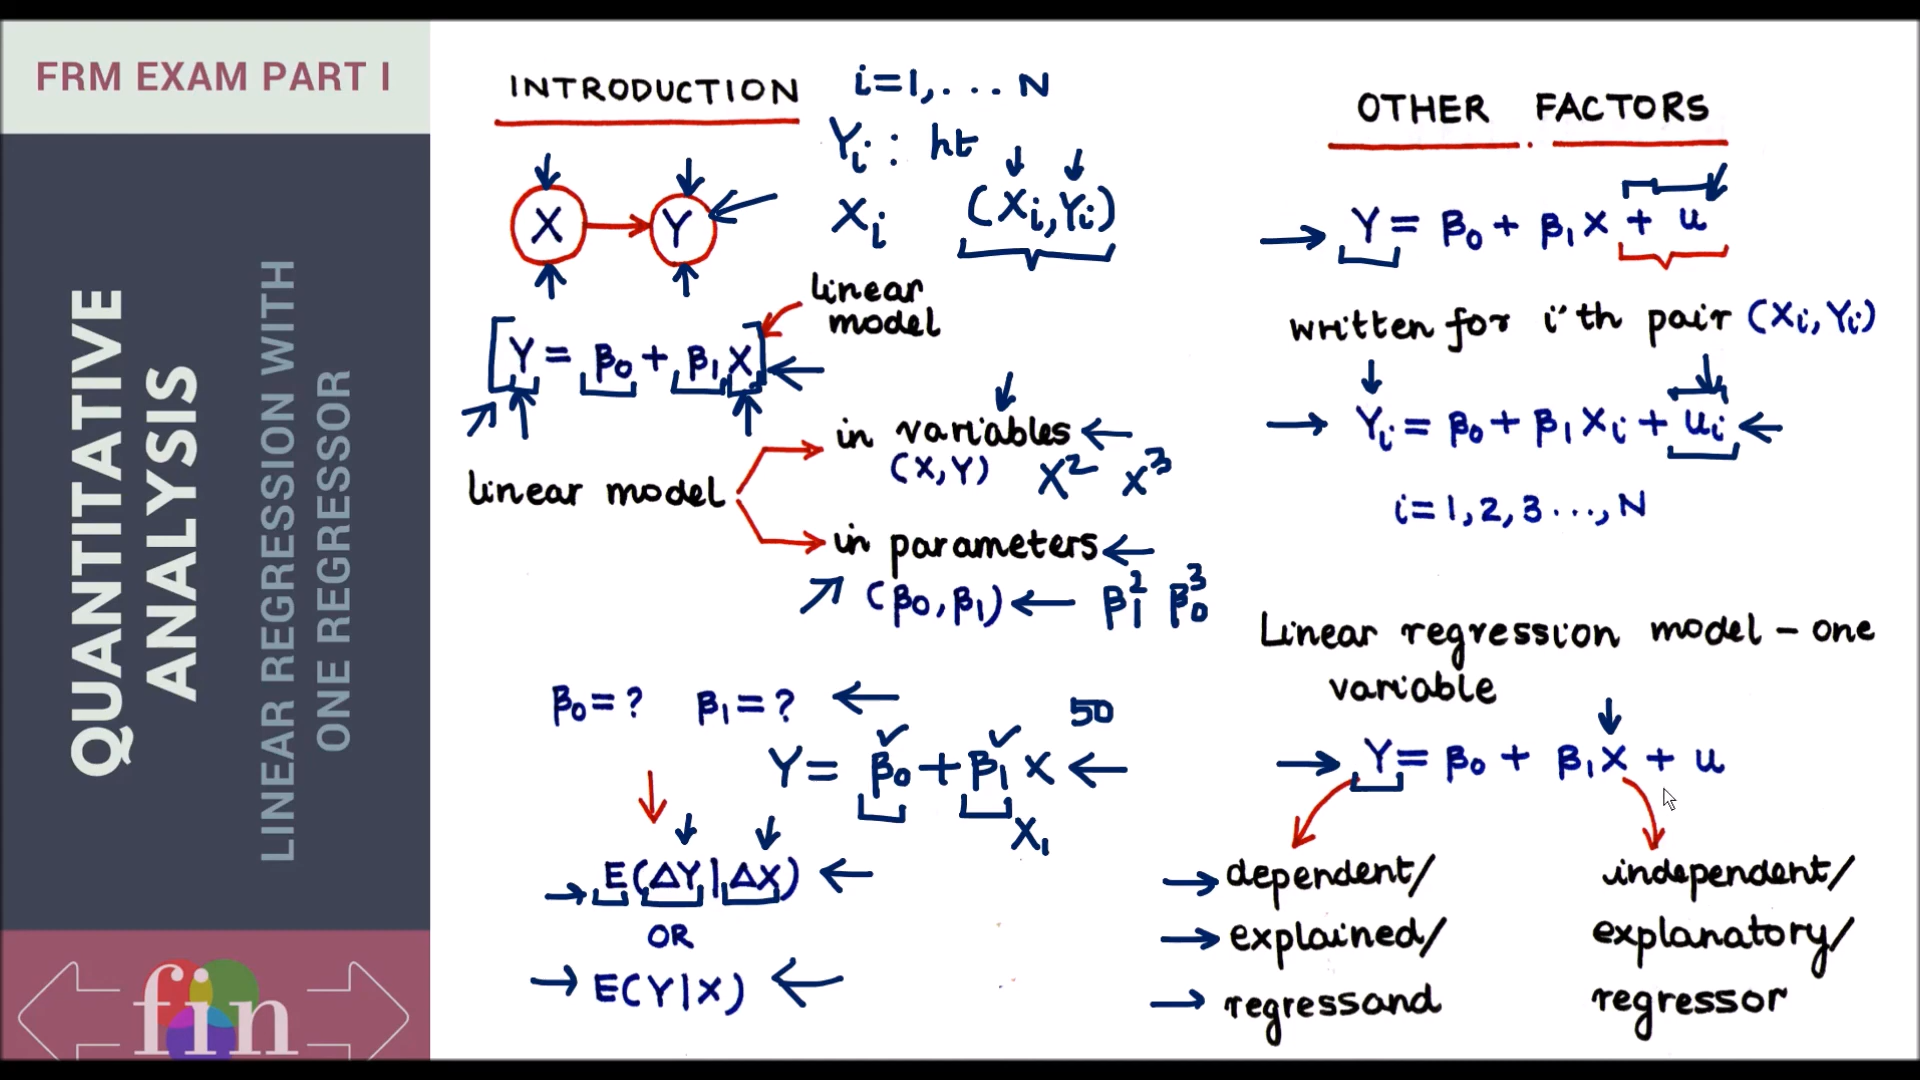 FRM EXAM PART I
QUANTITATIVE
ANALYSIS
LINEAR REGRESSION WITH
ONE REGRESSOR
fin
INTRODUCTION
i=1,... N
Yi : ht
Xi (Xi,Yi)
X Y
linear
model
Y = β0 + β1 X
linear model
in variables
(X,Y) X² X³
in parameters
(β0, β1) β1² β0³
β0 = ? β1 = ?
50
Y = β0 + β1 X
X1
E(ΔY|ΔX)
OR
E(Y|X)
OTHER FACTORS
Y = β0 + β1 X + u
written for i'th pair (Xi, Yi)
Yi = β0 + β1 Xi + ui
i = 1, 2, 3 ..., N
Linear regression model - one
variable
Y = β0 + β1 X + u
dependent/ independent/
explained/ explanatory/
regressand regressor